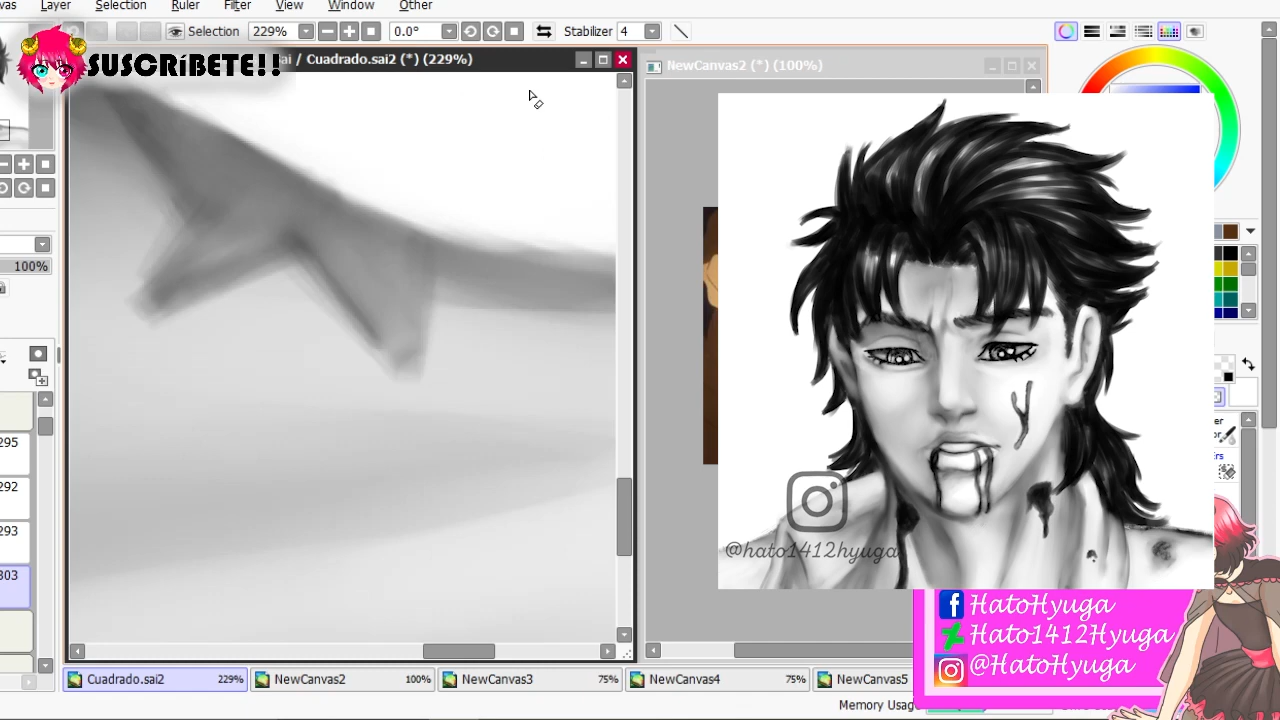 Layer Selection Ruler Filter View Window Other
Selection 229% 0.0° Stabilizer 4
SUSCRíBETE!!
/ Cuadrado.sai2 (*) (229%)
NewCanvas2 (*) (100%)
100%
295
292
293
303
@hato1412hyuga
HatoHyuga
Hato1412Hyuga
@HatoHyuga
Cuadrado.sai2 229%
NewCanvas2 100%
NewCanvas3 75%
NewCanvas4 75%
NewCanvas5
Memory Usag